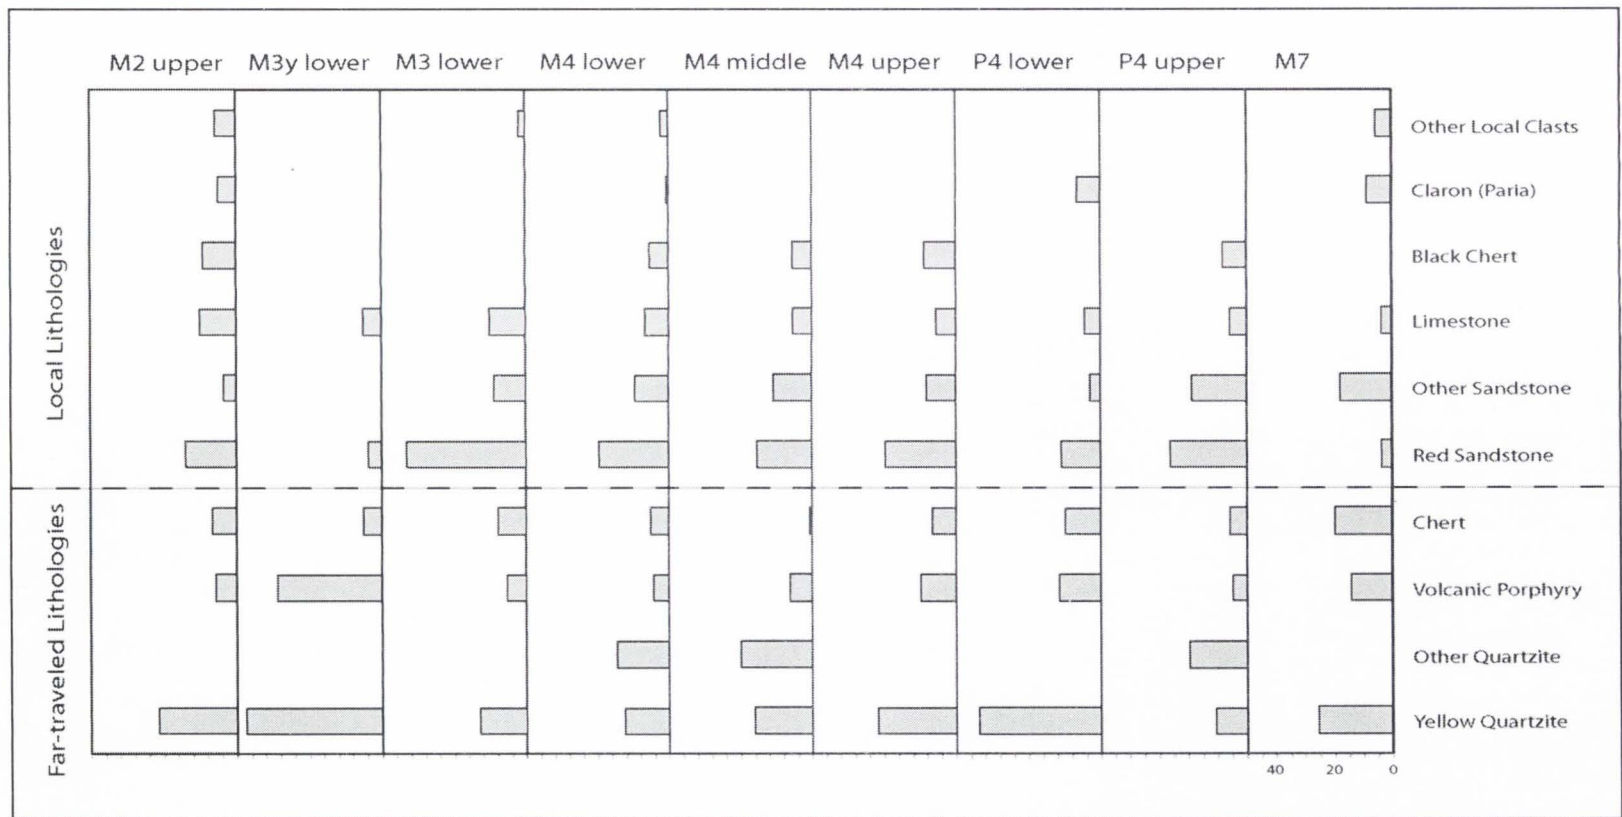 M2 upper M3y lower M3 lower M4 lower M4 middle M4 upper P4 lower P4 upper M7
Local Lithologies
Other Local Clasts
Claron (Paria)
Black Chert
Limestone
Other Sandstone
Red Sandstone
Far-traveled Lithologies
Chert
Volcanic Porphyry
Other Quartzite
Yellow Quartzite
40 20 0